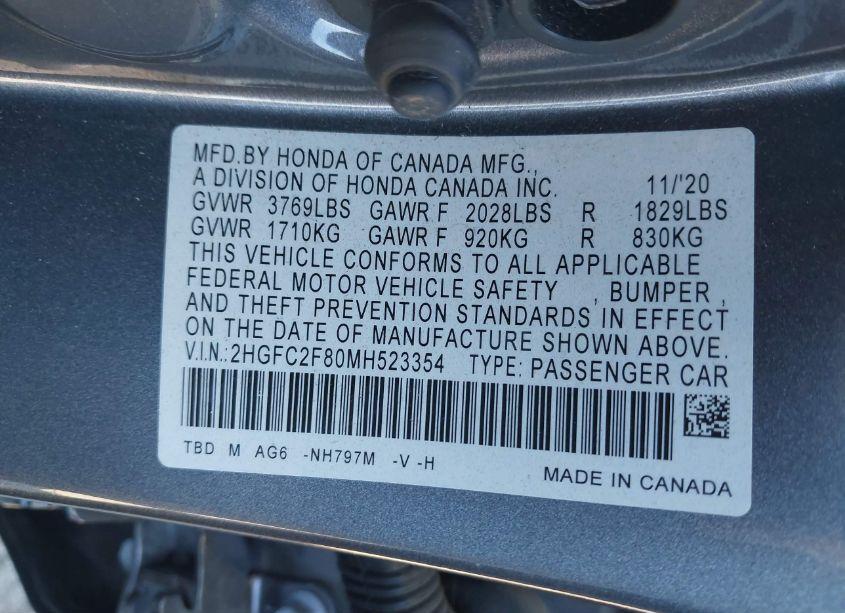 MFD.BY HONDA OF CANADA MFG.,
A DIVISION OF HONDA CANADA INC. 11/'20
GVWR 3769LBS GAWR F 2028LBS R 1829LBS
GVWR 1710KG GAWR F 920KG R 830KG
THIS VEHICLE CONFORMS TO ALL APPLICABLE
FEDERAL MOTOR VEHICLE SAFETY , BUMPER ,
AND THEFT PREVENTION STANDARDS IN EFFECT
ON THE DATE OF MANUFACTURE SHOWN ABOVE.
V.I.N.:2HGFC2F80MH523354 TYPE: PASSENGER CAR
TBD M AG6 -NH797M -V -H
MADE IN CANADA